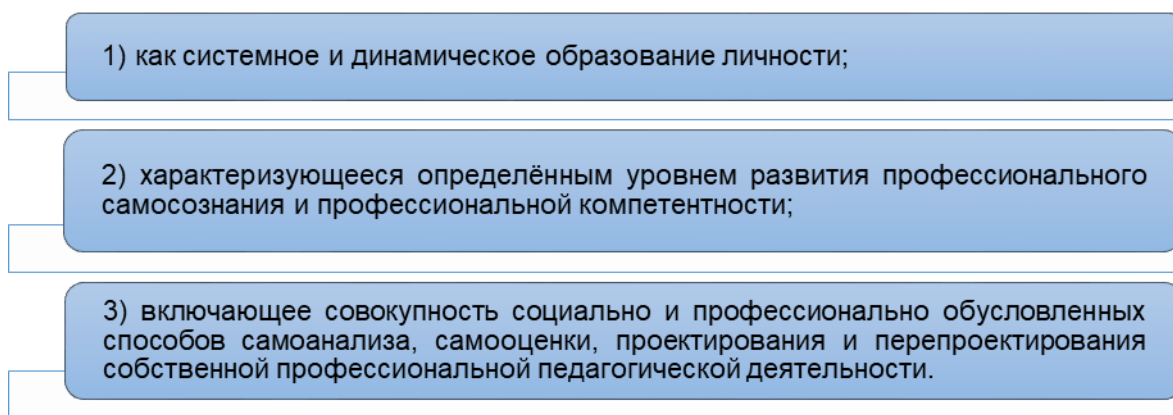 1) как системное и динамическое образование личности;
2) характеризующееся определённым уровнем развития профессионального
самосознания и профессиональной компетентности;
3) включающее совокупность социально и профессионально обусловленных
способов самоанализа, самооценки, проектирования и перепроектирования
собственной профессиональной педагогической деятельности.